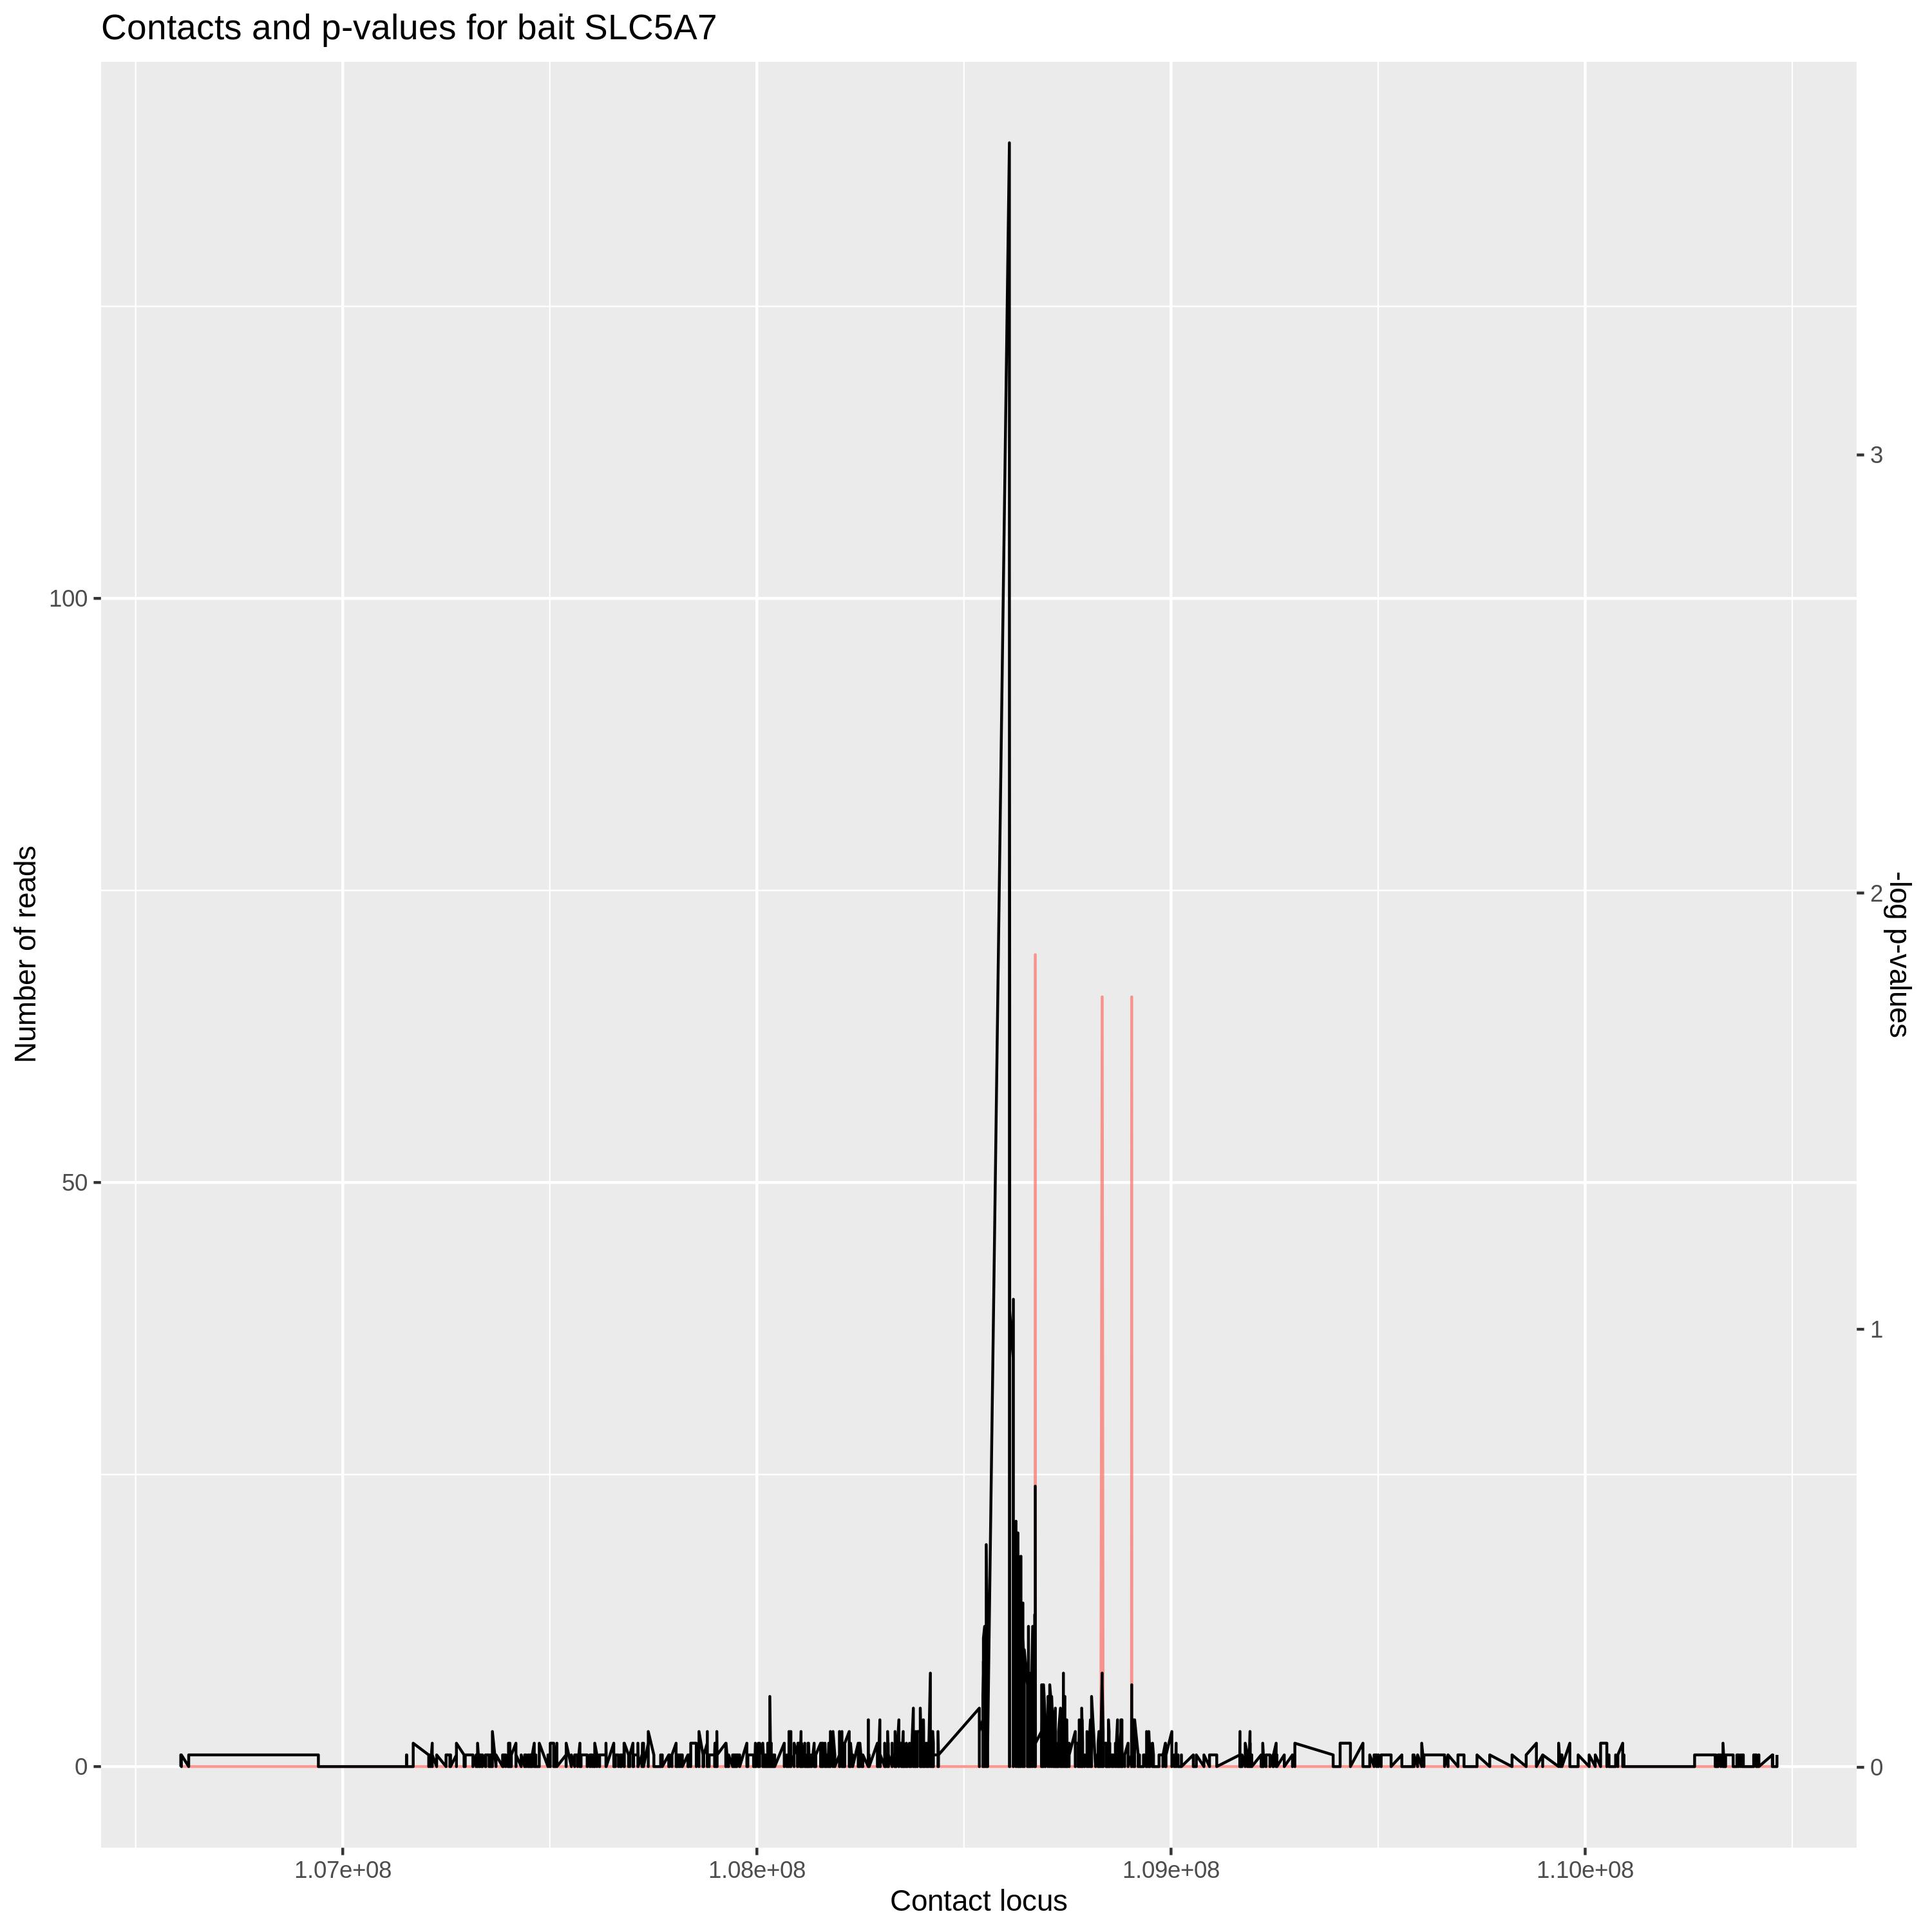 Contacts and p-values for bait SLC5A7
Number of reads
100
50
0
3
2
1
0
-log p-values
1.07e+08
1.08e+08
1.09e+08
1.10e+08
Contact locus